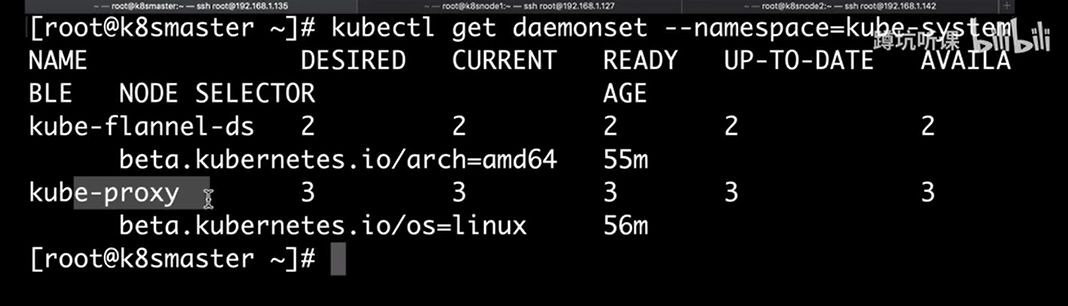 ~ — root@k8smaster:~ — ssh root@192.168.1.135
~ — root@k8snode1:~ — ssh root@192.168.1.127
~ — root@k8snode2:~ — ssh root@192.168.1.142
[root@k8smaster ~]# kubectl get daemonset --namespace=kube-system
蹲坑听课 bilibili
NAME DESIRED CURRENT READY UP-TO-DATE AVAILA
BLE NODE SELECTOR AGE
kube-flannel-ds 2 2 2 2 2
beta.kubernetes.io/arch=amd64 55m
kube-proxy 3 3 3 3 3
beta.kubernetes.io/os=linux 56m
[root@k8smaster ~]#